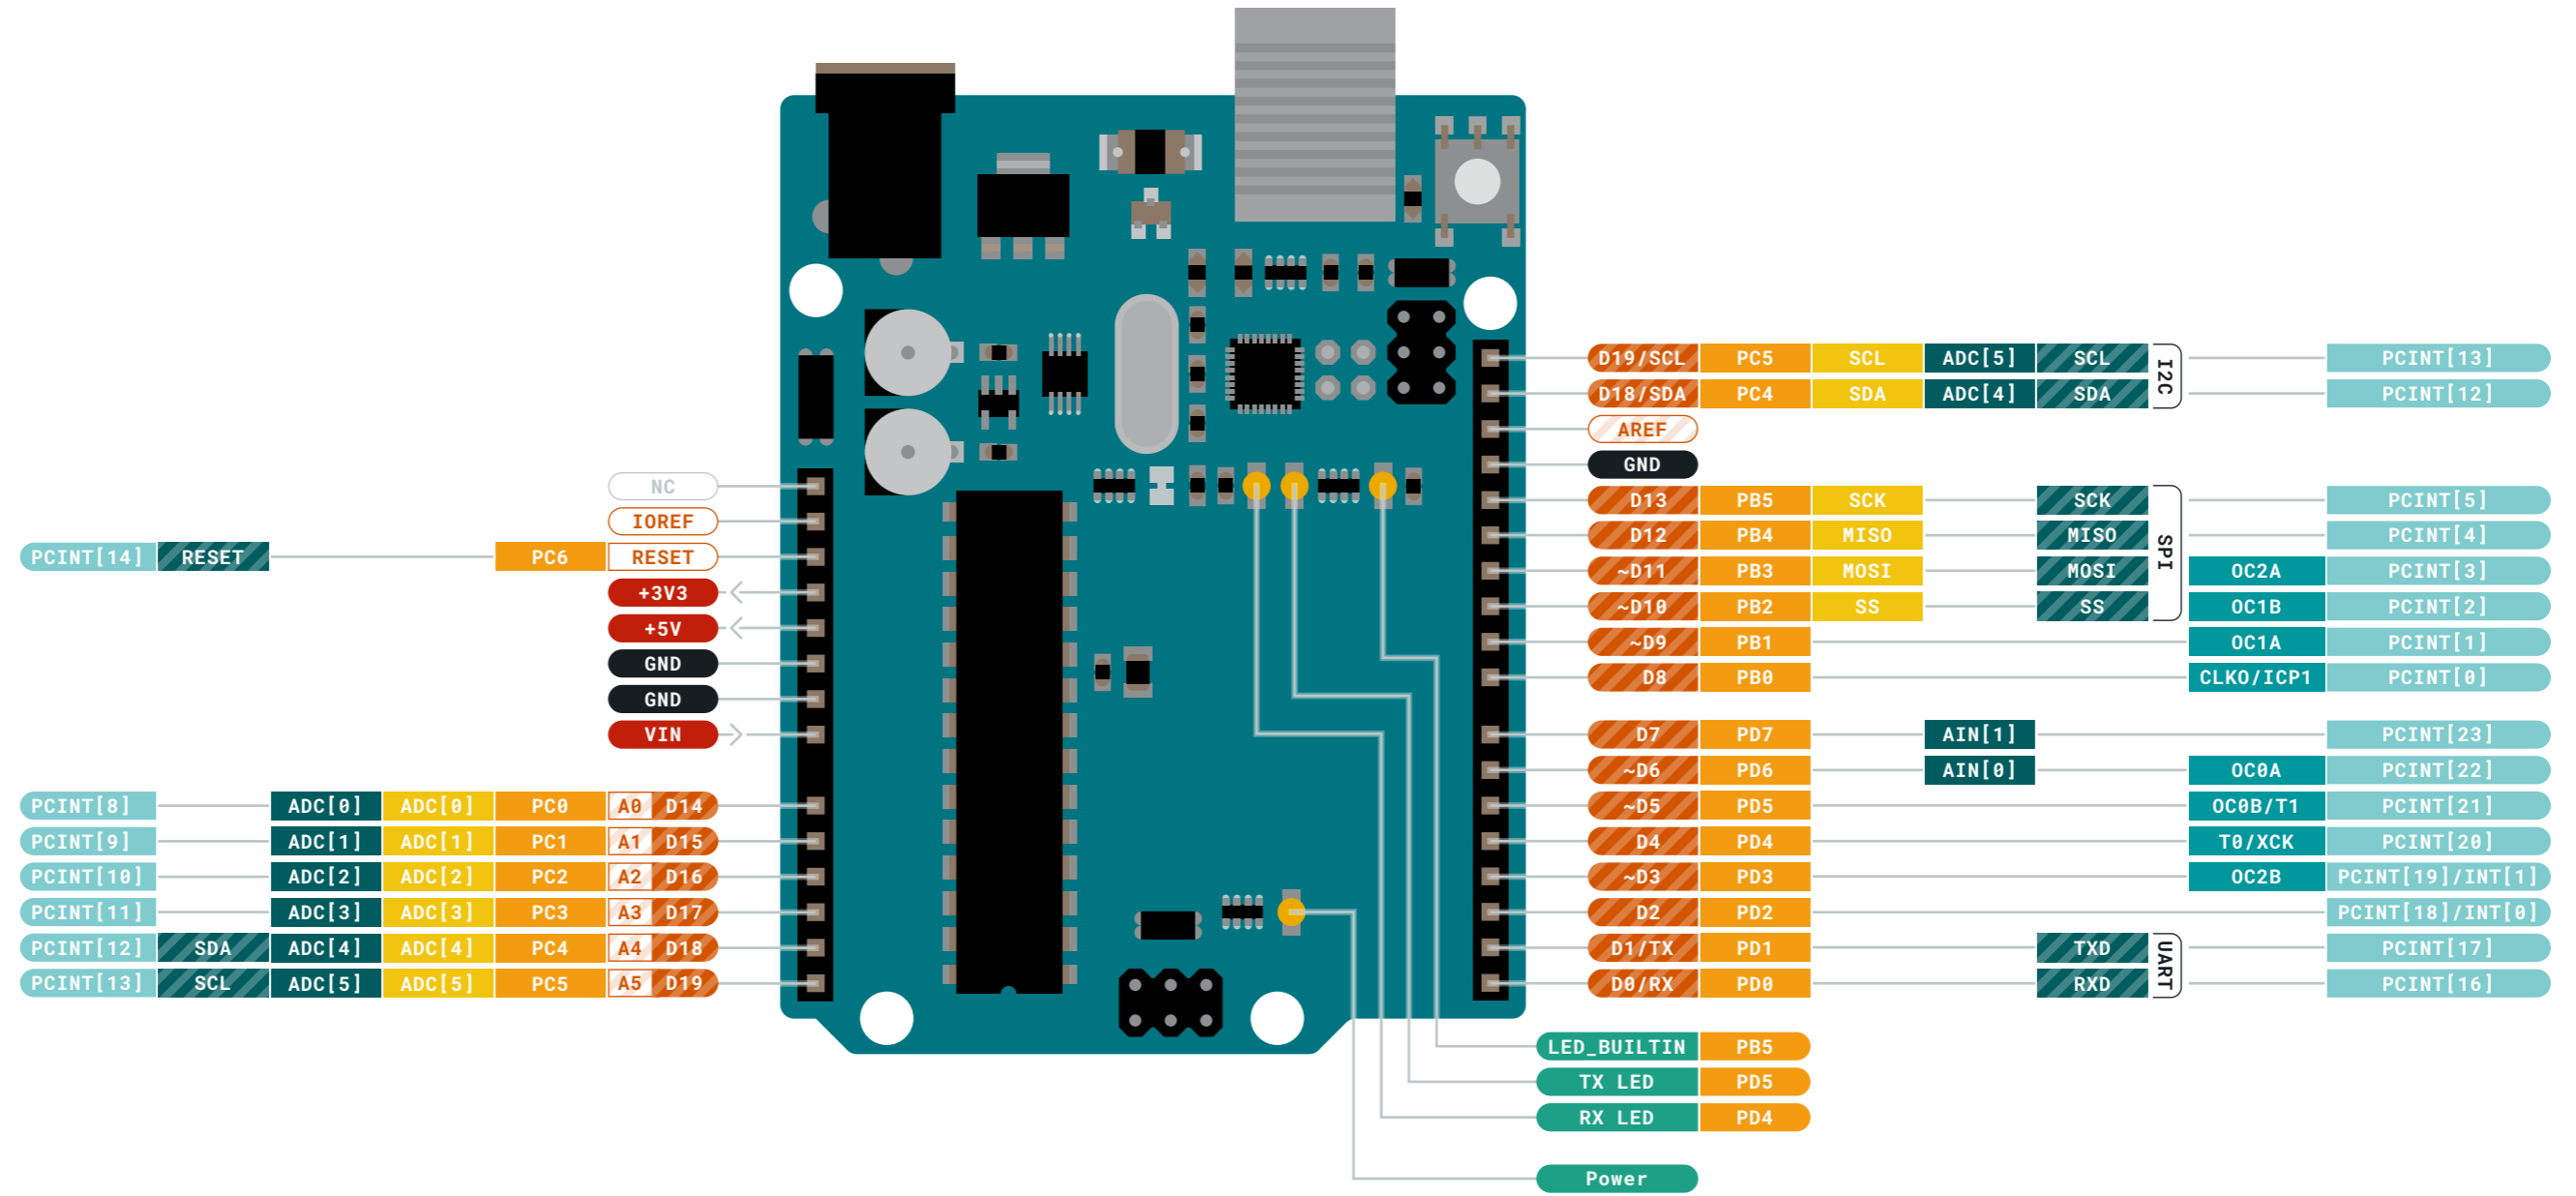 NC
IOREF
PCINT[14] RESET PC6 RESET
+3V3
+5V
GND
GND
VIN
PCINT[8] ADC[0] ADC[0] PC0 A0 D14
PCINT[9] ADC[1] ADC[1] PC1 A1 D15
PCINT[10] ADC[2] ADC[2] PC2 A2 D16
PCINT[11] ADC[3] ADC[3] PC3 A3 D17
PCINT[12] SDA ADC[4] ADC[4] PC4 A4 D18
PCINT[13] SCL ADC[5] ADC[5] PC5 A5 D19
D19/SCL PC5 SCL ADC[5] SCL PCINT[13]
D18/SDA PC4 SDA ADC[4] SDA PCINT[12]
I2C
AREF
GND
D13 PB5 SCK SCK PCINT[5]
D12 PB4 MISO MISO PCINT[4]
~D11 PB3 MOSI MOSI OC2A PCINT[3]
~D10 PB2 SS SS OC1B PCINT[2]
SPI
~D9 PB1 OC1A PCINT[1]
D8 PB0 CLKO/ICP1 PCINT[0]
D7 PD7 AIN[1] PCINT[23]
~D6 PD6 AIN[0] OC0A PCINT[22]
~D5 PD5 OC0B/T1 PCINT[21]
D4 PD4 T0/XCK PCINT[20]
~D3 PD3 OC2B PCINT[19]/INT[1]
D2 PD2 PCINT[18]/INT[0]
D1/TX PD1 TXD PCINT[17]
D0/RX PD0 RXD PCINT[16]
UART
LED_BUILTIN PB5
TX LED PD5
RX LED PD4
Power